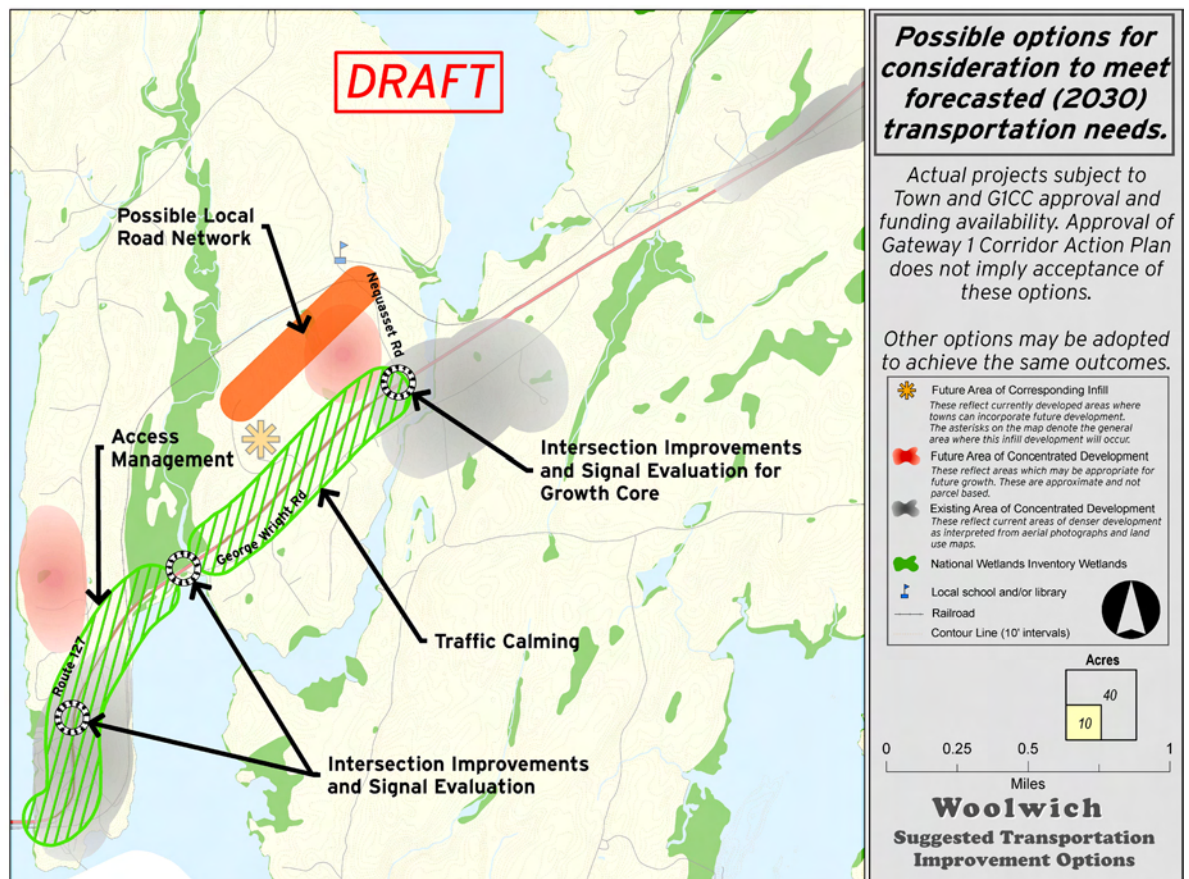 DRAFT
Possible Local
Road Network
Nequasset Rd
Access
Management
George Wright Rd
Intersection Improvements
and Signal Evaluation for
Growth Core
Traffic Calming
Route 127
Intersection Improvements
and Signal Evaluation
Possible options for
consideration to meet
forecasted (2030)
transportation needs.
Actual projects subject to
Town and G1CC approval and
funding availability. Approval of
Gateway 1 Corridor Action Plan
does not imply acceptance of
these options.
Other options may be adopted
to achieve the same outcomes.
Future Area of Corresponding Infill
These reflect currently developed areas where
towns can incorporate future development.
The asterisks on the map denote the general
area where this infill development will occur.
Future Area of Concentrated Development
These reflect areas which may be appropriate for
future growth. These are approximate and not
parcel based.
Existing Area of Concentrated Development
These reflect current areas of denser development
as interpreted from aerial photographs and land
use maps.
National Wetlands Inventory Wetlands
Local school and/or library
Railroad
Contour Line (10' intervals)
Acres
40
10
0 0.25 0.5 1
Miles
Woolwich
Suggested Transportation
Improvement Options